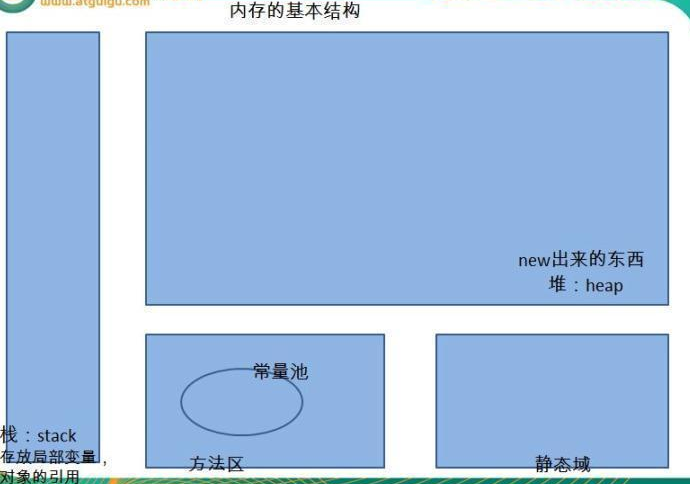 www.atguigu.com
内存的基本结构
new出来的东西
堆：heap
常量池
栈：stack
存放局部变量，
对象的引用
方法区
静态域